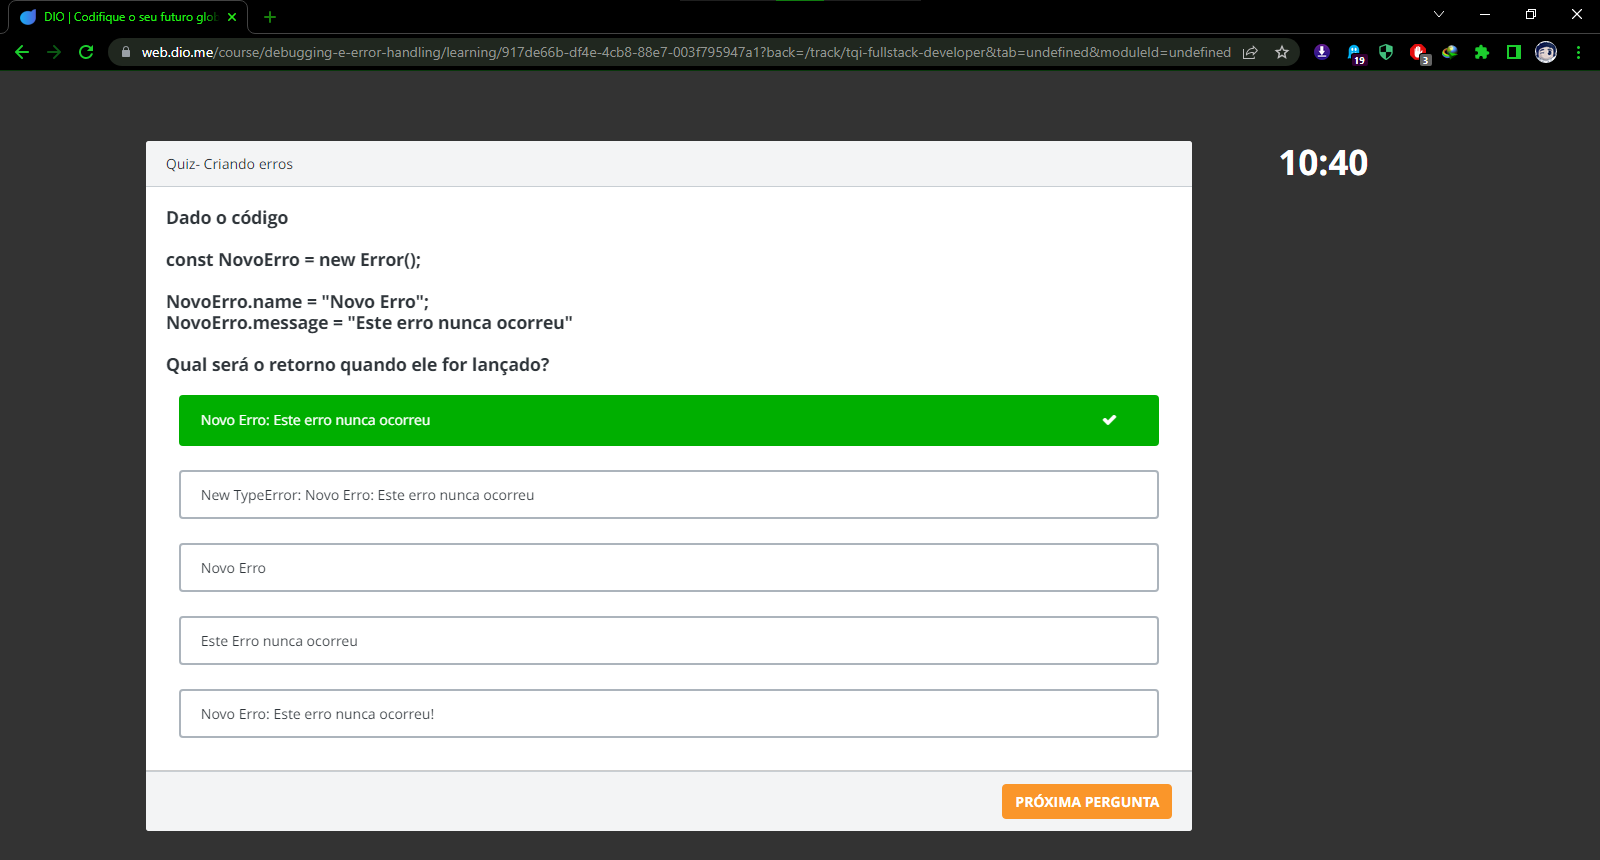 DIO | Codifique o seu futuro glob
web.dio.me/course/debugging-e-error-handling/learning/917de66b-df4e-4cb8-88e7-003f795947a1?back=/track/tqi-fullstack-developer&tab=undefined&moduleId=undefined
19
3
Quiz- Criando erros
10:40
Dado o código
const NovoErro = new Error();
NovoErro.name = "Novo Erro";
NovoErro.message = "Este erro nunca ocorreu"
Qual será o retorno quando ele for lançado?
Novo Erro: Este erro nunca ocorreu
New TypeError: Novo Erro: Este erro nunca ocorreu
Novo Erro
Este Erro nunca ocorreu
Novo Erro: Este erro nunca ocorreu!
PRÓXIMA PERGUNTA